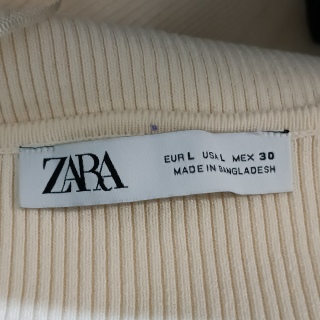 ZARA
EUR L USA L MEX 30
MADE IN BANGLADESH